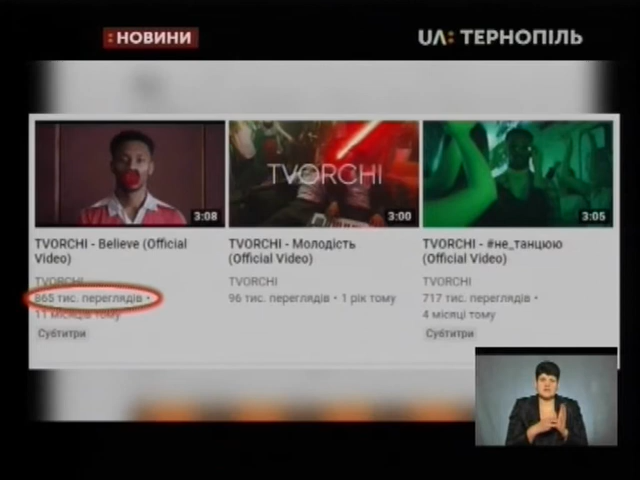 :НОВИНИ
UA: ТЕРНОПІЛЬ
TVORCHI
3:08
3:00
3:05
TVORCHI - Believe (Official
Video)
TVORCHI
865 тис. переглядів •
11 місяців тому
Субтитри
TVORCHI - Молодість
(Official Video)
TVORCHI
96 тис. переглядів • 1 рік тому
TVORCHI - #не_танцюю
(Official Video)
TVORCHI
717 тис. переглядів •
4 місяці тому
Субтитри